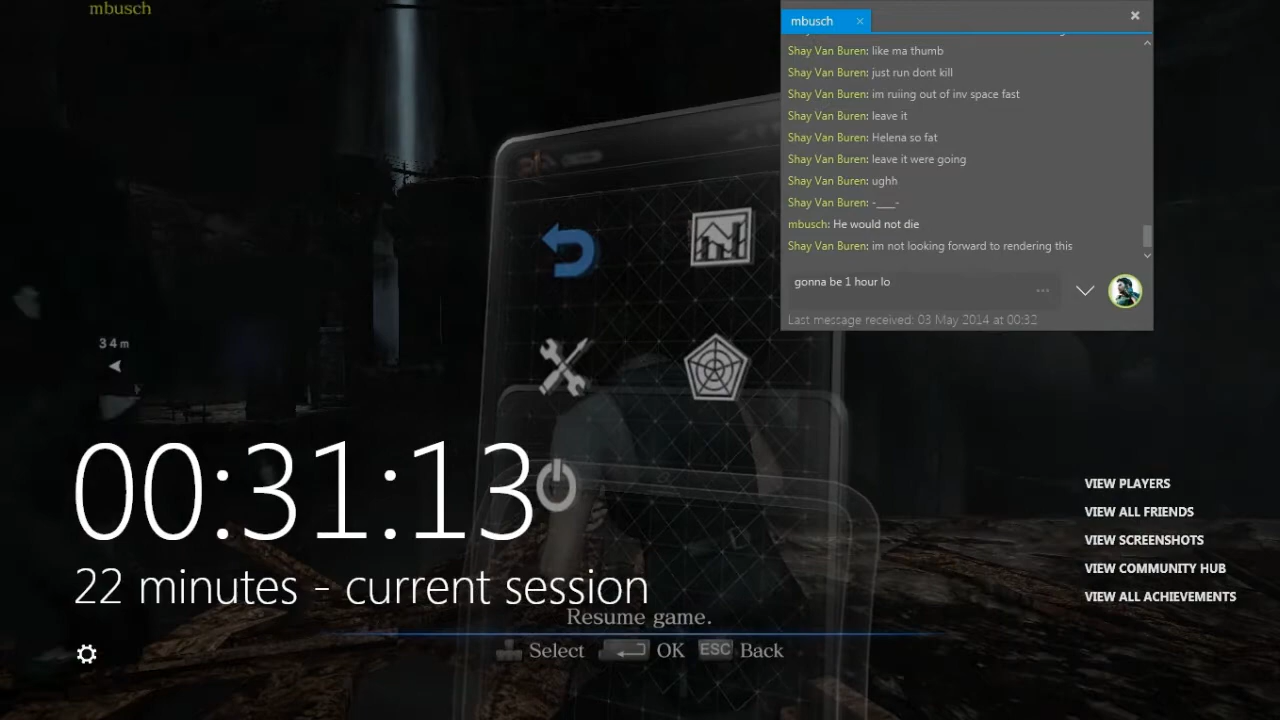 mbusch
mbusch
Shay Van Buren: like ma thumb
Shay Van Buren: just run dont kill
Shay Van Buren: im ruiing out of inv space fast
Shay Van Buren: leave it
Shay Van Buren: Helena so fat
Shay Van Buren: leave it were going
Shay Van Buren: ughh
Shay Van Buren: -___-
mbusch: He would not die
Shay Van Buren: im not looking forward to rendering this
gonna be 1 hour lo
Last message received: 03 May 2014 at 00:32
34m
00:31:13
22 minutes - current session
VIEW PLAYERS
VIEW ALL FRIENDS
VIEW SCREENSHOTS
VIEW COMMUNITY HUB
VIEW ALL ACHIEVEMENTS
Resume game.
Select OK ESC Back